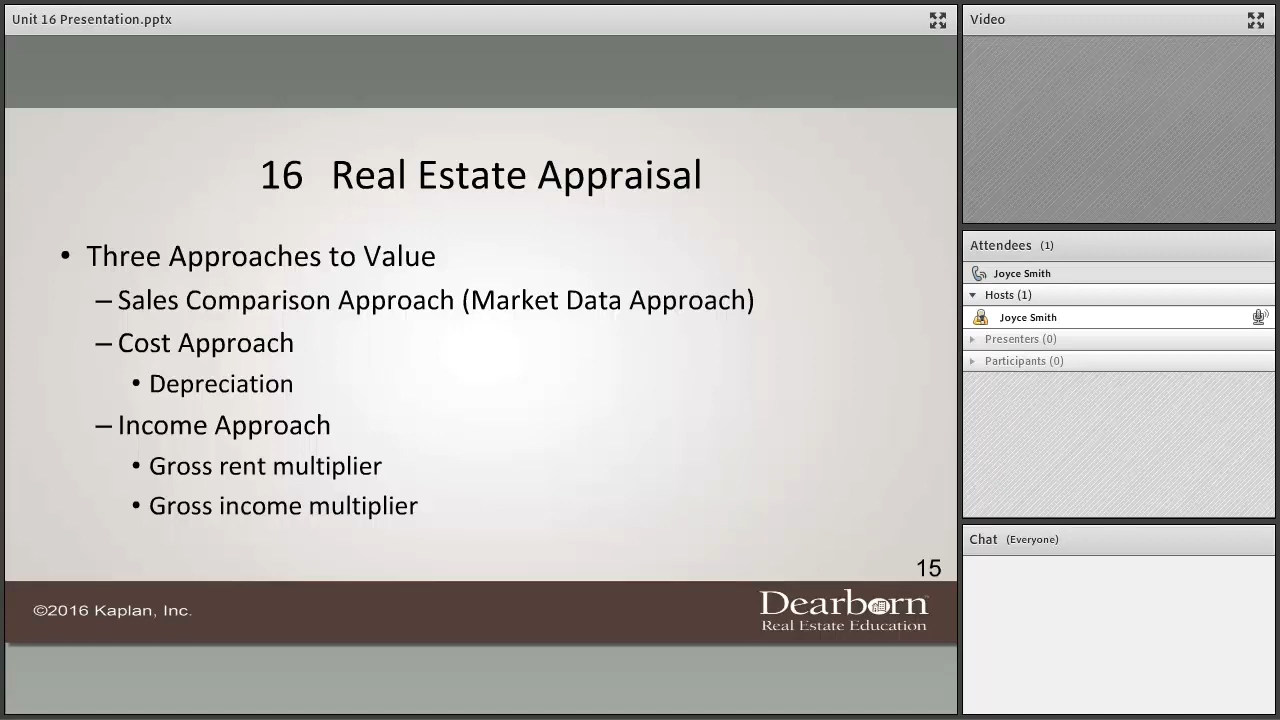 Unit 16 Presentation.pptx
16 Real Estate Appraisal
• Three Approaches to Value
– Sales Comparison Approach (Market Data Approach)
– Cost Approach
• Depreciation
– Income Approach
• Gross rent multiplier
• Gross income multiplier
15
©2016 Kaplan, Inc.
Dearborn
Real Estate Education
Video
Attendees (1)
Joyce Smith
Hosts (1)
Joyce Smith
Presenters (0)
Participants (0)
Chat (Everyone)